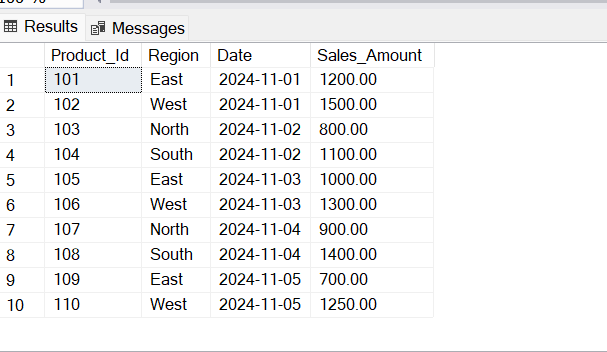 Results Messages
Product_Id Region Date Sales_Amount
1 101 East 2024-11-01 1200.00
2 102 West 2024-11-01 1500.00
3 103 North 2024-11-02 800.00
4 104 South 2024-11-02 1100.00
5 105 East 2024-11-03 1000.00
6 106 West 2024-11-03 1300.00
7 107 North 2024-11-04 900.00
8 108 South 2024-11-04 1400.00
9 109 East 2024-11-05 700.00
10 110 West 2024-11-05 1250.00